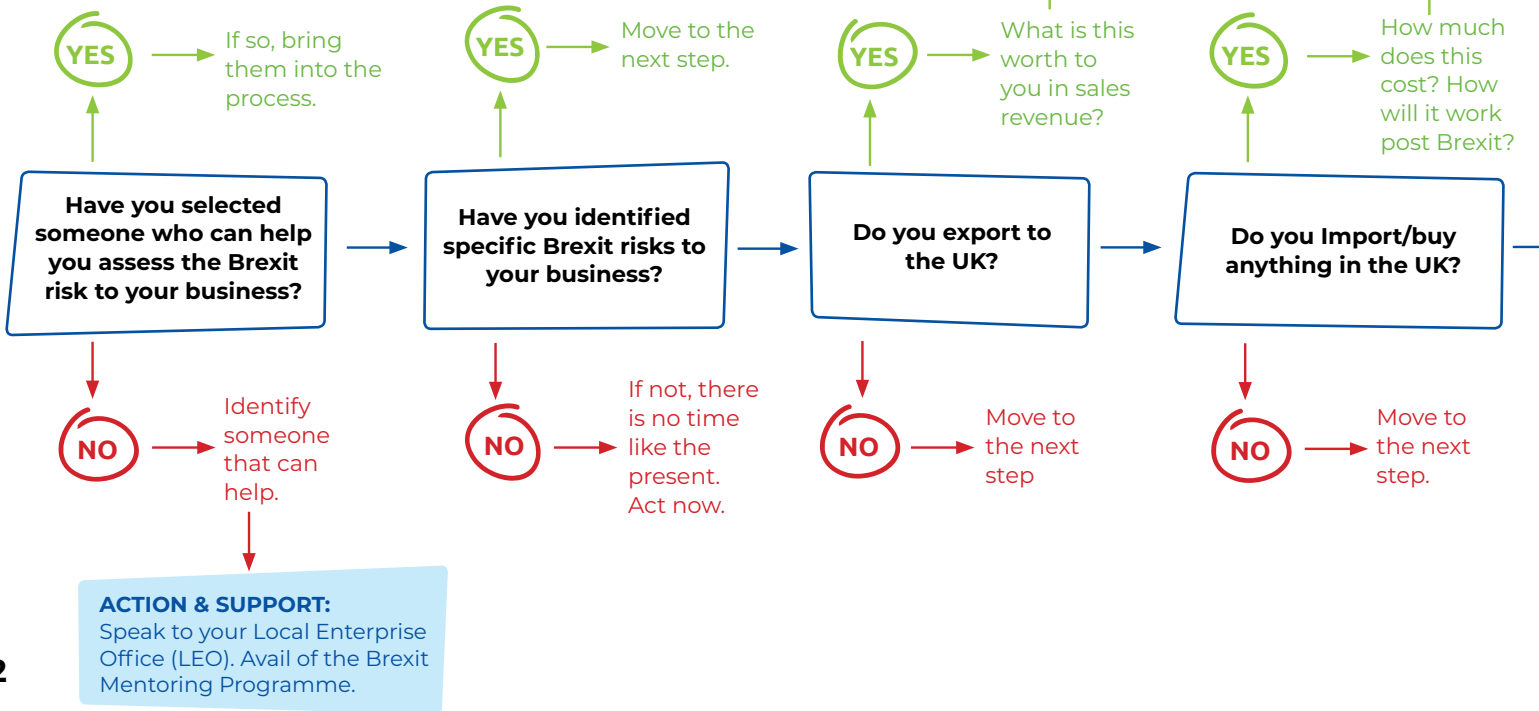 YES
If so, bring
them into the
process.
YES
Move to the
next step.
YES
What is this
worth to
you in sales
revenue?
YES
How much
does this
cost? How
will it work
post Brexit?
Have you selected
someone who can help
you assess the Brexit
risk to your business?
Have you identified
specific Brexit risks to
your business?
Do you export to
the UK?
Do you Import/buy
anything in the UK?
NO
Identify
someone
that can
help.
NO
If not, there
is no time
like the
present.
Act now.
NO
Move to
the next
step
NO
Move to
the next
step.
ACTION & SUPPORT:
Speak to your Local Enterprise
Office (LEO). Avail of the Brexit
Mentoring Programme.
2